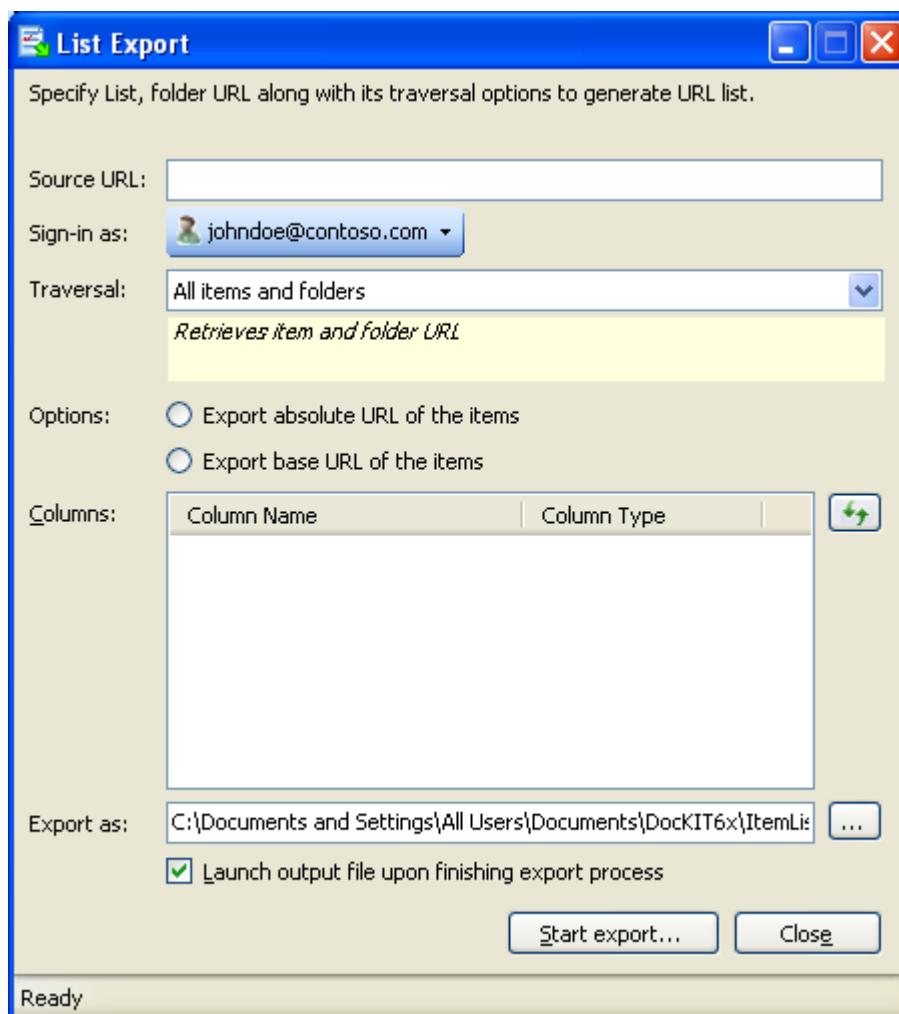 List Export
Specify List, folder URL along with its traversal options to generate URL list.
Source URL:
Sign-in as: johndoe@contoso.com
Traversal: All items and folders
Retrieves item and folder URL
Options: Export absolute URL of the items
Export base URL of the items
Columns: Column Name Column Type
Export as: C:\Documents and Settings\All Users\Documents\DocKIT6x\ItemLis ...
Launch output file upon finishing export process
Start export... Close
Ready